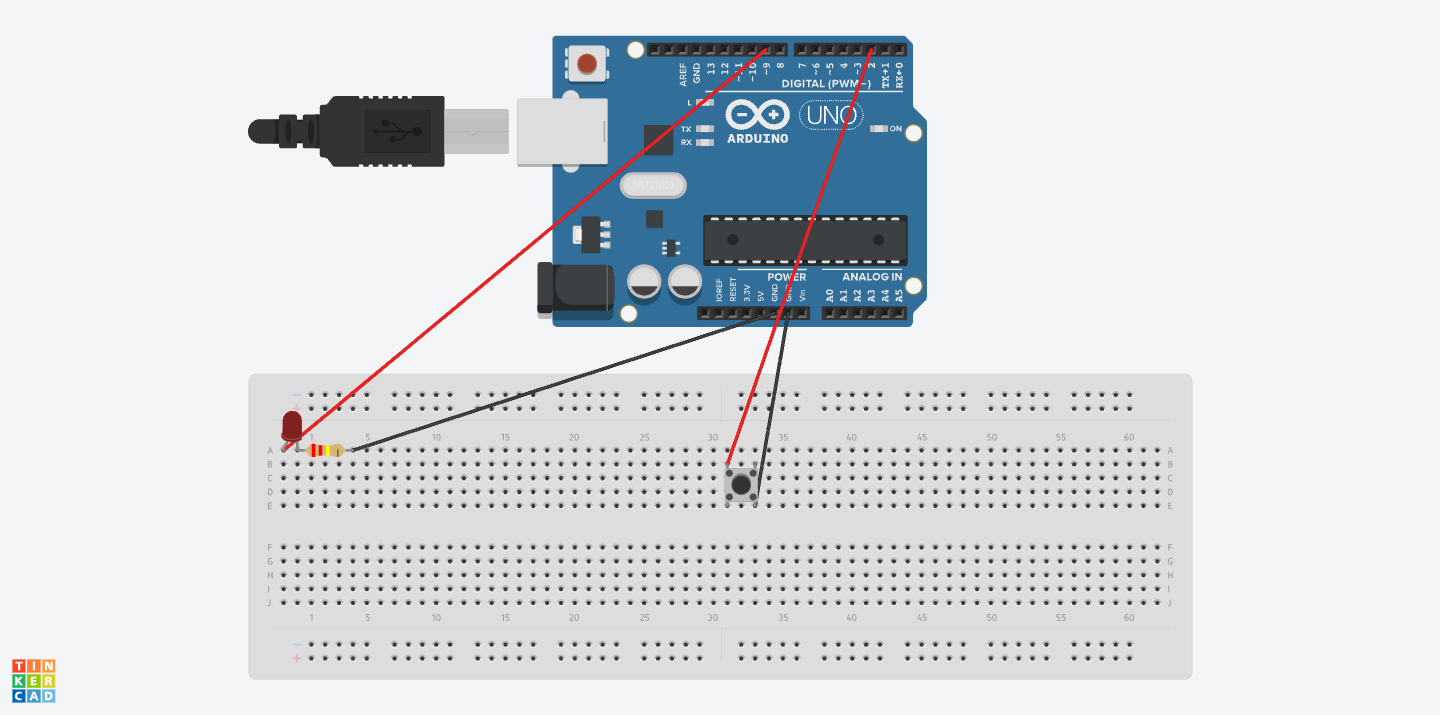 AREF
GND
13
12
~11
~10
~9
8
7
~6
~5
4
~3
2
TX→1
RX←0
DIGITAL (PWM~)
L
TX
RX
ARDUINO
UNO
ON
POWER
ANALOG IN
IOREF
RESET
3.3V
5V
GND
GND
Vin
A0
A1
A2
A3
A4
A5
1 5 10 15 20 25 30 35 40 45 50 55 60
A A
B B
C C
D D
E E
F F
G G
H H
I I
J J
1 5 10 15 20 25 30 35 40 45 50 55 60
TIN
KER
CAD